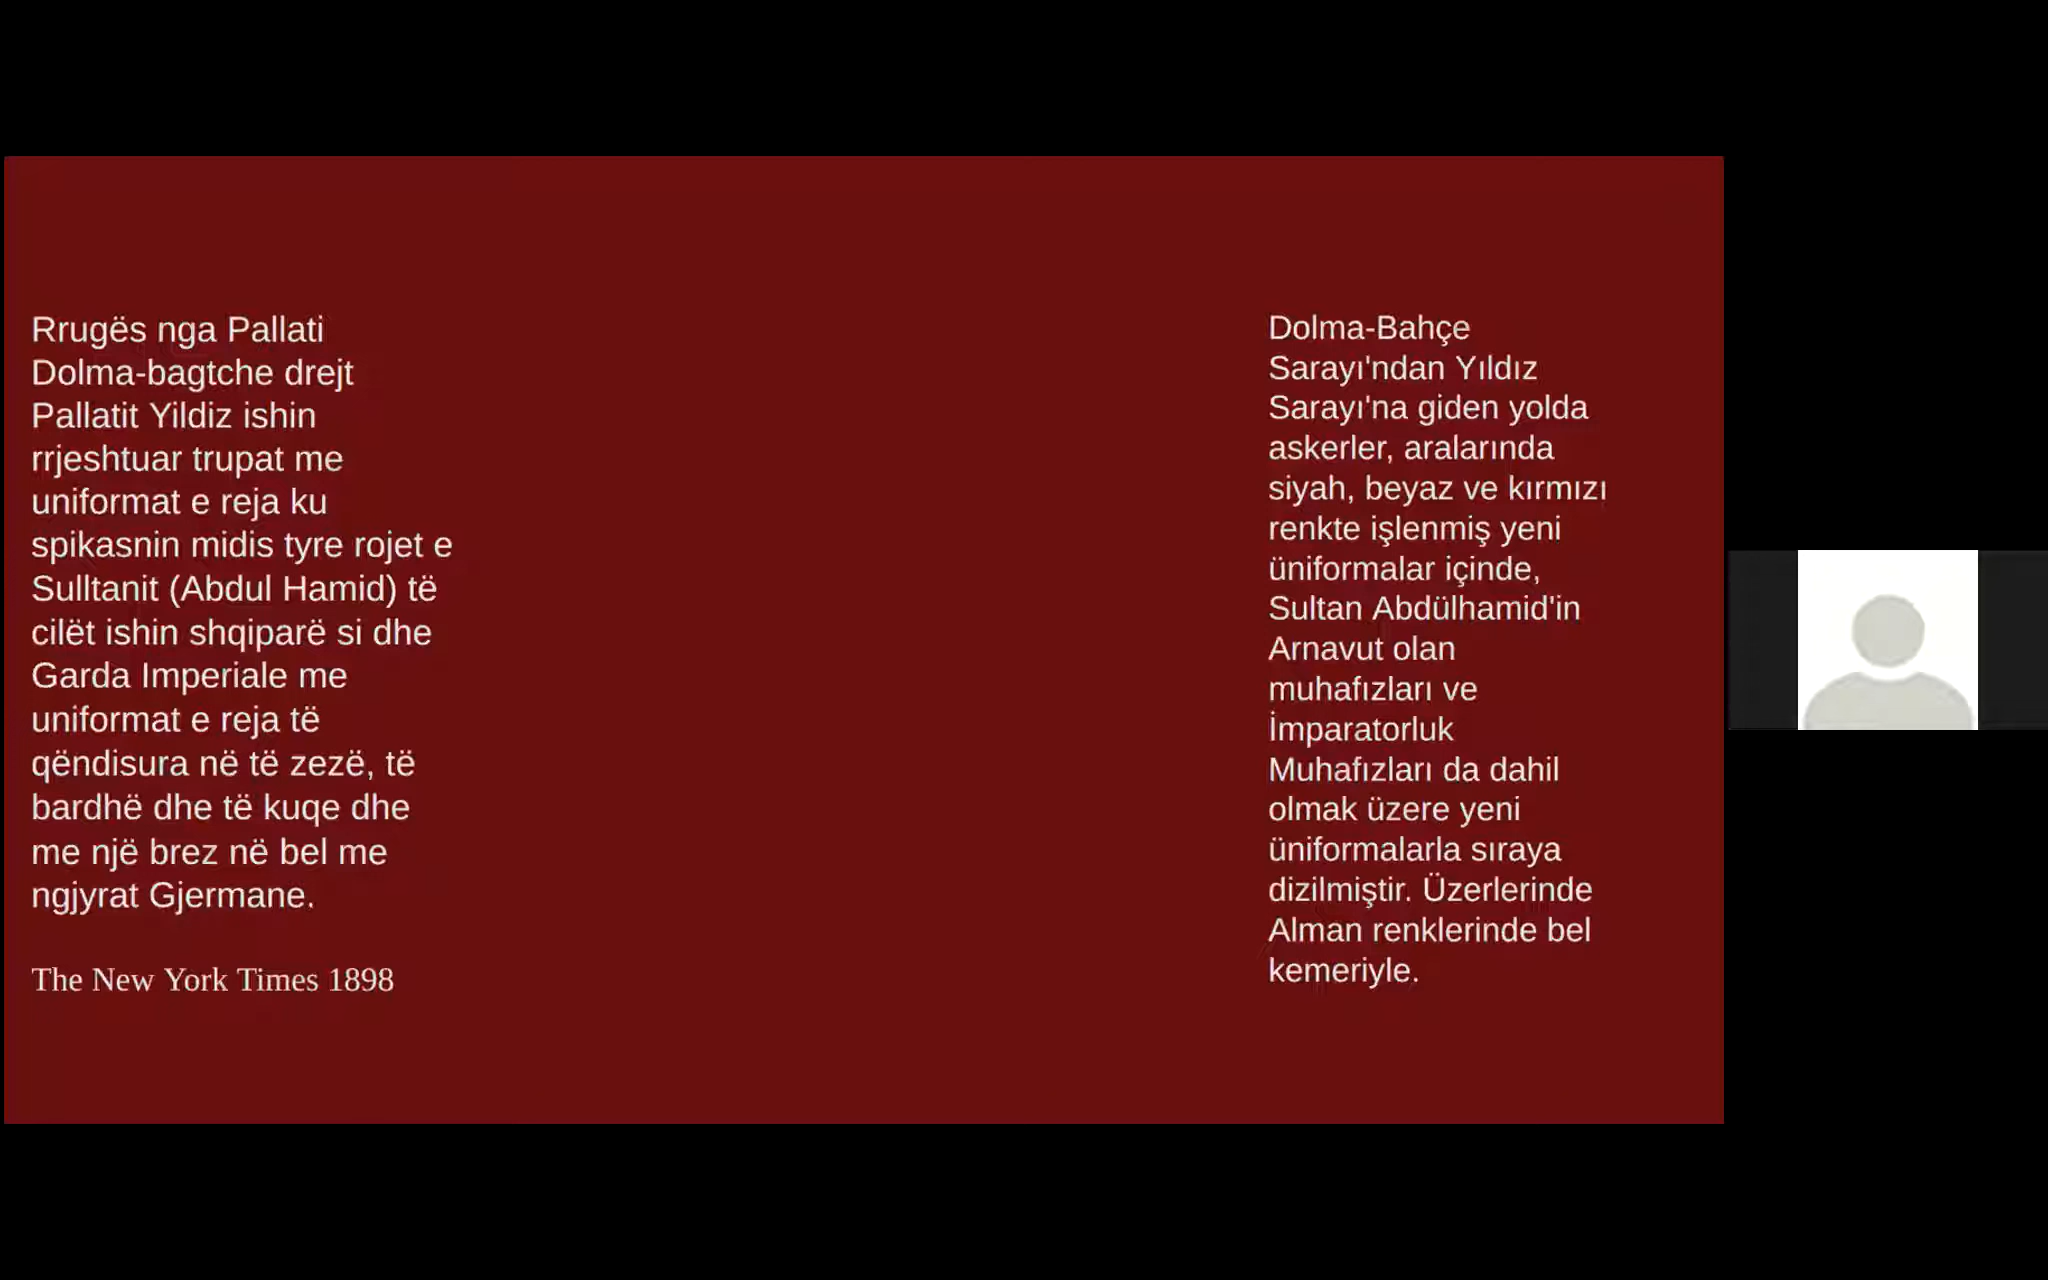 Rrugës nga Pallati
Dolma-bagtche drejt
Pallatit Yildiz ishin
rrjeshtuar trupat me
uniformat e reja ku
spikasnin midis tyre rojet e
Sulltanit (Abdul Hamid) të
cilët ishin shqiparë si dhe
Garda Imperiale me
uniformat e reja të
qëndisura në të zezë, të
bardhë dhe të kuqe dhe
me një brez në bel me
ngjyrat Gjermane.
The New York Times 1898
Dolma-Bahçe
Sarayı'ndan Yıldız
Sarayı'na giden yolda
askerler, aralarında
siyah, beyaz ve kırmızı
renkte işlenmiş yeni
üniformalar içinde,
Sultan Abdülhamid'in
Arnavut olan
muhafızları ve
İmparatorluk
Muhafızları da dahil
olmak üzere yeni
üniformalarla sıraya
dizilmiştir. Üzerlerinde
Alman renklerinde bel
kemeriyle.